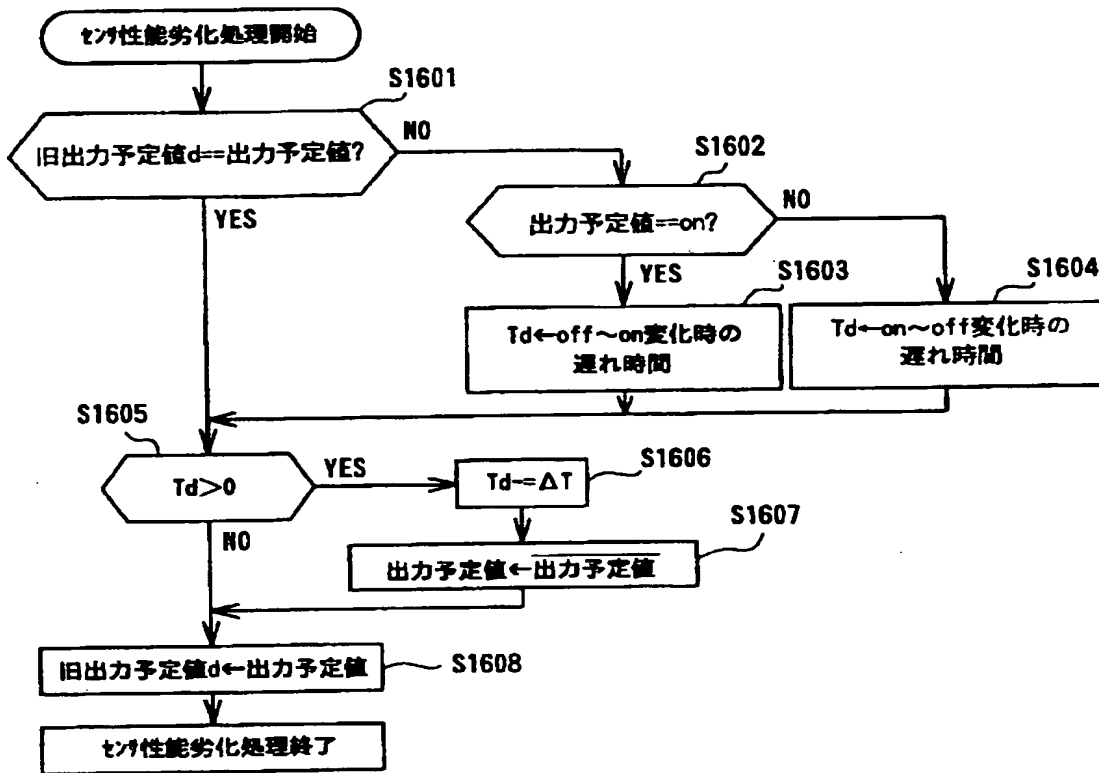 センサ性能劣化処理開始
S1601
旧出力予定値d==出力予定値?
NO
YES
S1602
出力予定値==on?
NO
YES
S1603
Td←off～on変化時の
遅れ時間
S1604
Td←on～off変化時の
遅れ時間
S1605
Td>0
YES
NO
S1606
Td-=ΔT
S1607
出力予定値←出力予定値
旧出力予定値d←出力予定値
S1608
センサ性能劣化処理終了